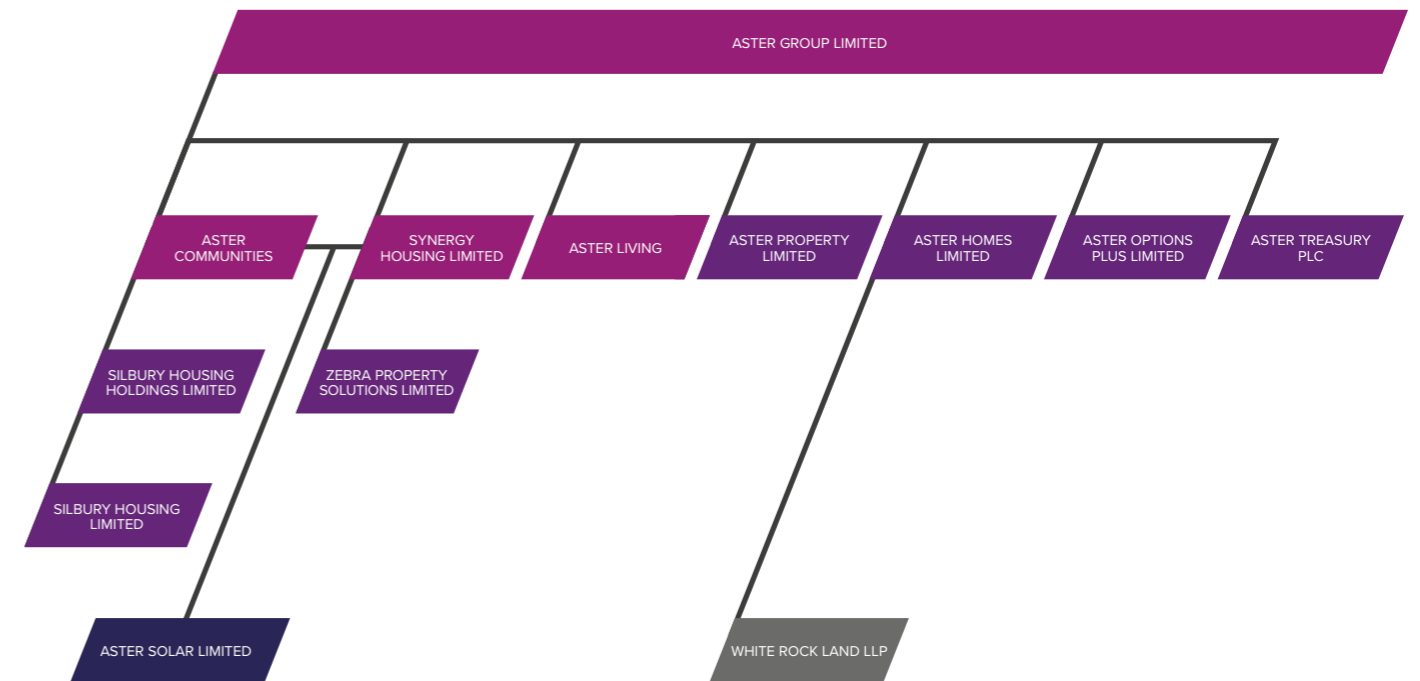 ASTER GROUP LIMITED
ASTER
COMMUNITIES
SYNERGY
HOUSING LIMITED
ASTER LIVING
ASTER PROPERTY
LIMITED
ASTER HOMES
LIMITED
ASTER OPTIONS
PLUS LIMITED
ASTER TREASURY
PLC
SILBURY HOUSING
HOLDINGS LIMITED
ZEBRA PROPERTY
SOLUTIONS LIMITED
SILBURY HOUSING
LIMITED
ASTER SOLAR LIMITED
WHITE ROCK LAND LLP